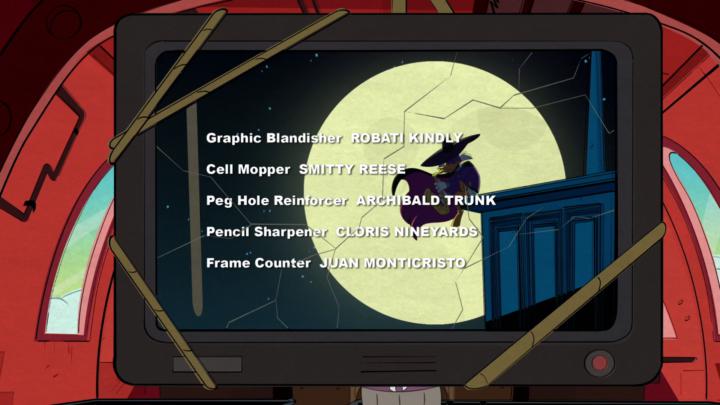 Graphic Blandisher ROBATI KINDLY
Cell Mopper SMITTY REESE
Peg Hole Reinforcer ARCHIBALD TRUNK
Pencil Sharpener CLORIS NINEYARDS
Frame Counter JUAN MONTICRISTO